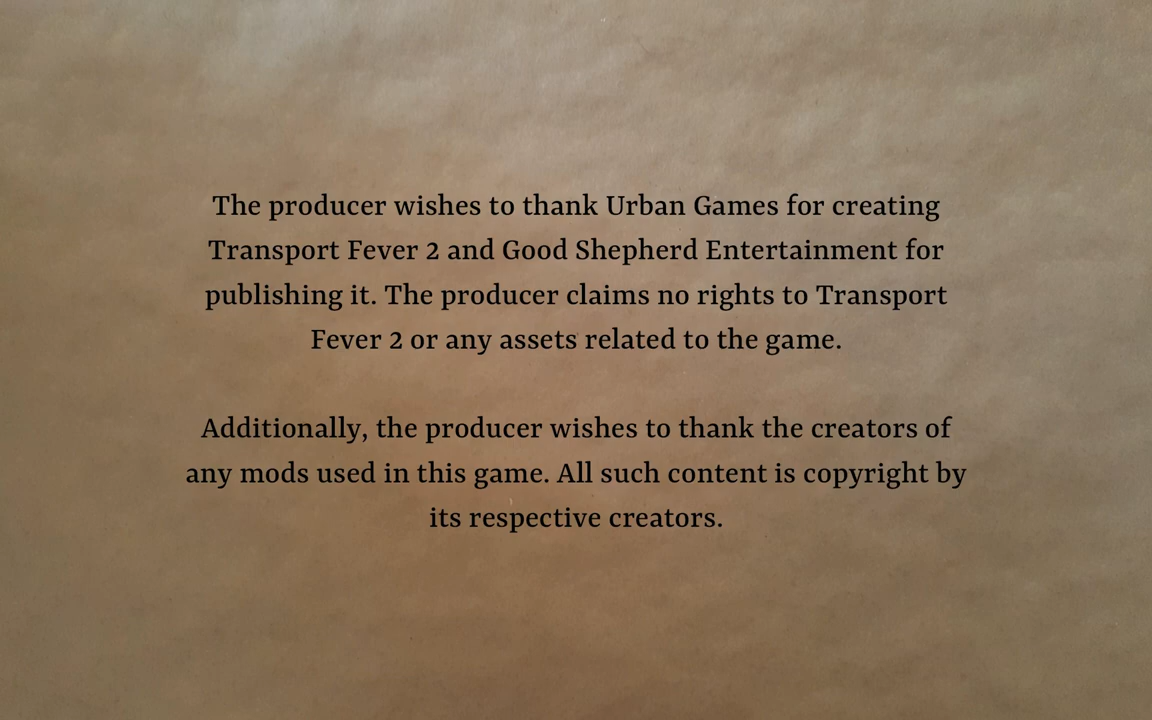 The producer wishes to thank Urban Games for creating
Transport Fever 2 and Good Shepherd Entertainment for
publishing it. The producer claims no rights to Transport
Fever 2 or any assets related to the game.
Additionally, the producer wishes to thank the creators of
any mods used in this game. All such content is copyright by
its respective creators.